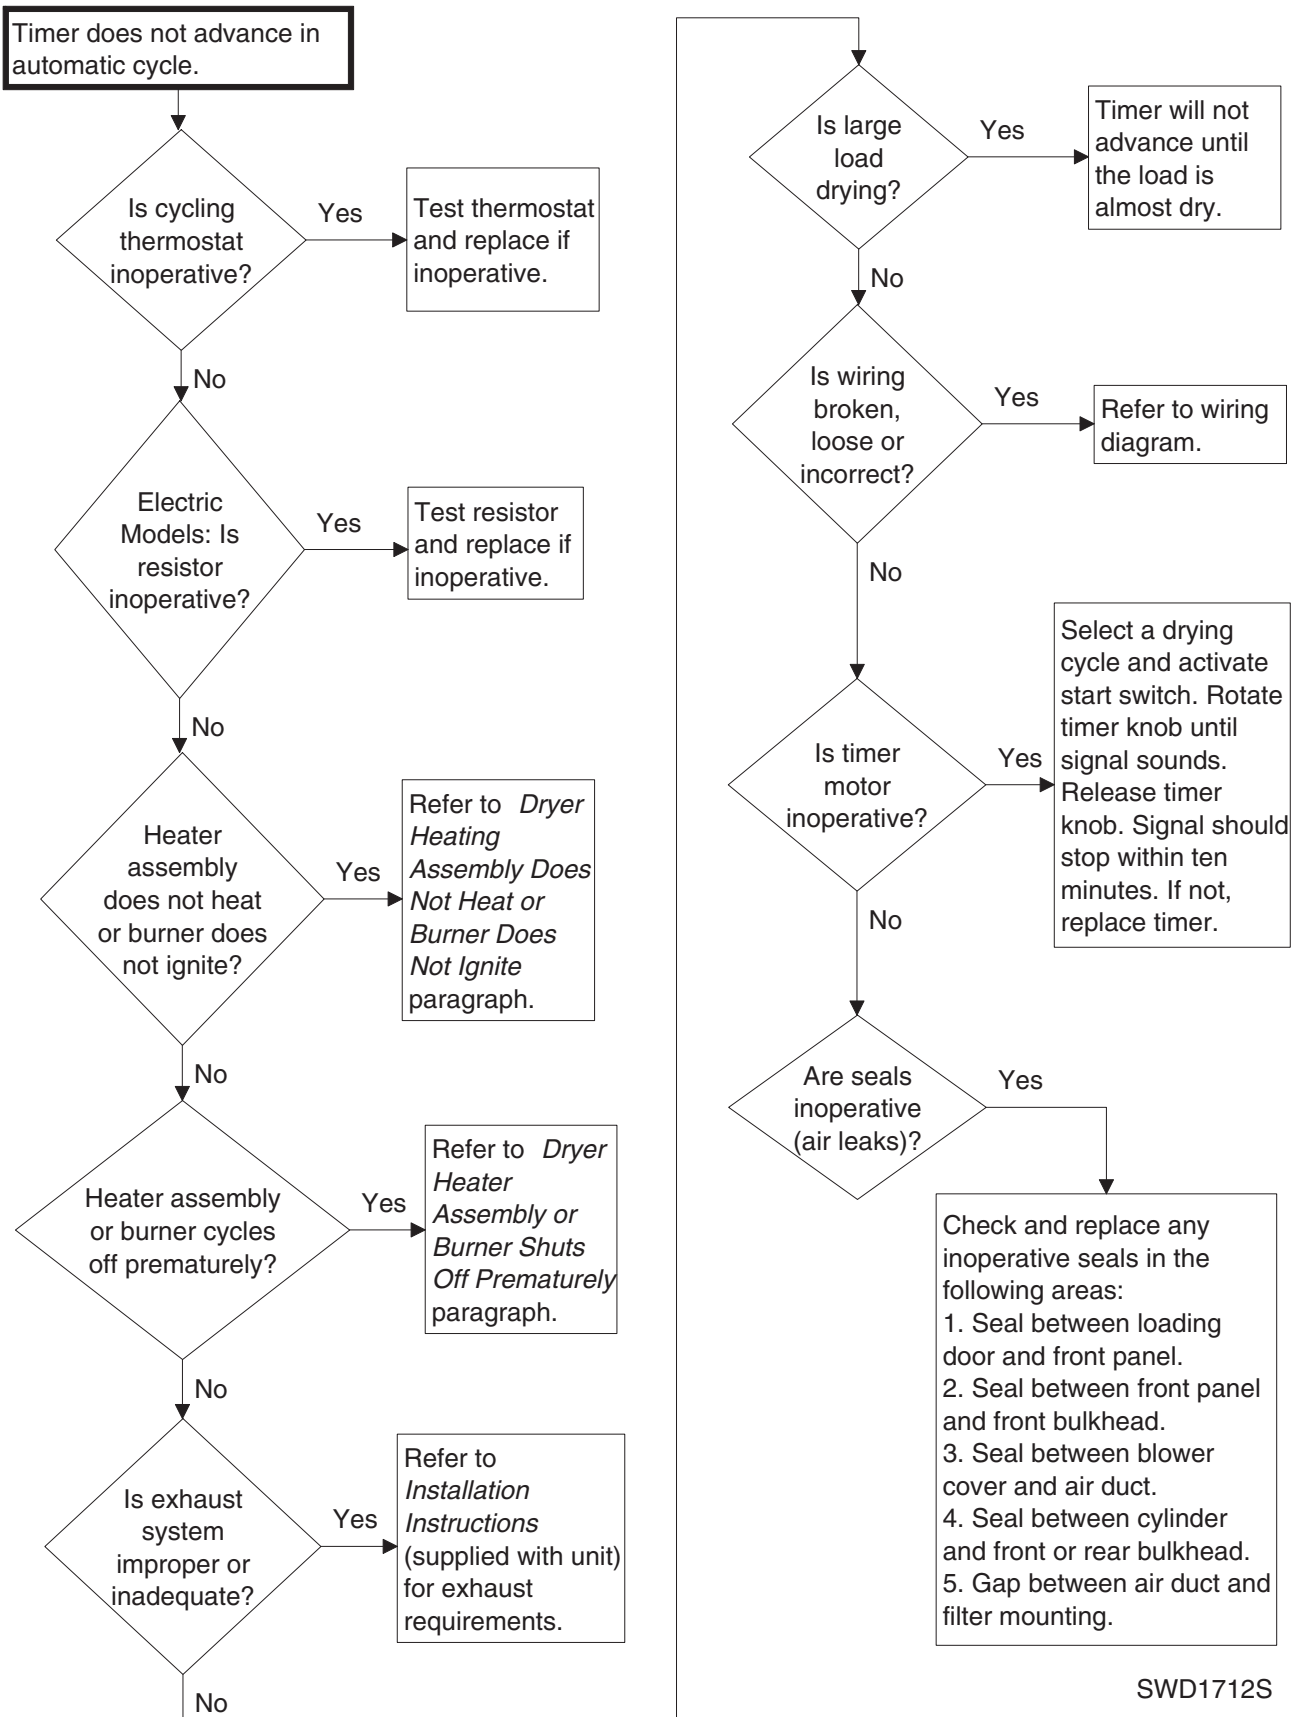 Timer does not advance in
automatic cycle.
Is cycling
thermostat
inoperative?
Yes
Test thermostat
and replace if
inoperative.
No
Electric
Models: Is
resistor
inoperative?
Yes
Test resistor
and replace if
inoperative.
No
Heater
assembly
does not heat
or burner does
not ignite?
Yes
Refer to Dryer
Heating
Assembly Does
Not Heat or
Burner Does
Not Ignite
paragraph.
No
Heater assembly
or burner cycles
off prematurely?
Yes
Refer to Dryer
Heater
Assembly or
Burner Shuts
Off Prematurely
paragraph.
No
Is exhaust
system
improper or
inadequate?
Yes
Refer to
Installation
Instructions
(supplied with unit)
for exhaust
requirements.
No
Is large
load
drying?
Yes
Timer will not
advance until
the load is
almost dry.
No
Is wiring
broken,
loose or
incorrect?
Yes
Refer to wiring
diagram.
No
Is timer
motor
inoperative?
Yes
Select a drying
cycle and activate
start switch. Rotate
timer knob until
signal sounds.
Release timer
knob. Signal should
stop within ten
minutes. If not,
replace timer.
No
Are seals
inoperative
(air leaks)?
Yes
Check and replace any
inoperative seals in the
following areas:
1. Seal between loading
door and front panel.
2. Seal between front panel
and front bulkhead.
3. Seal between blower
cover and air duct.
4. Seal between cylinder
and front or rear bulkhead.
5. Gap between air duct and
filter mounting.
SWD1712S